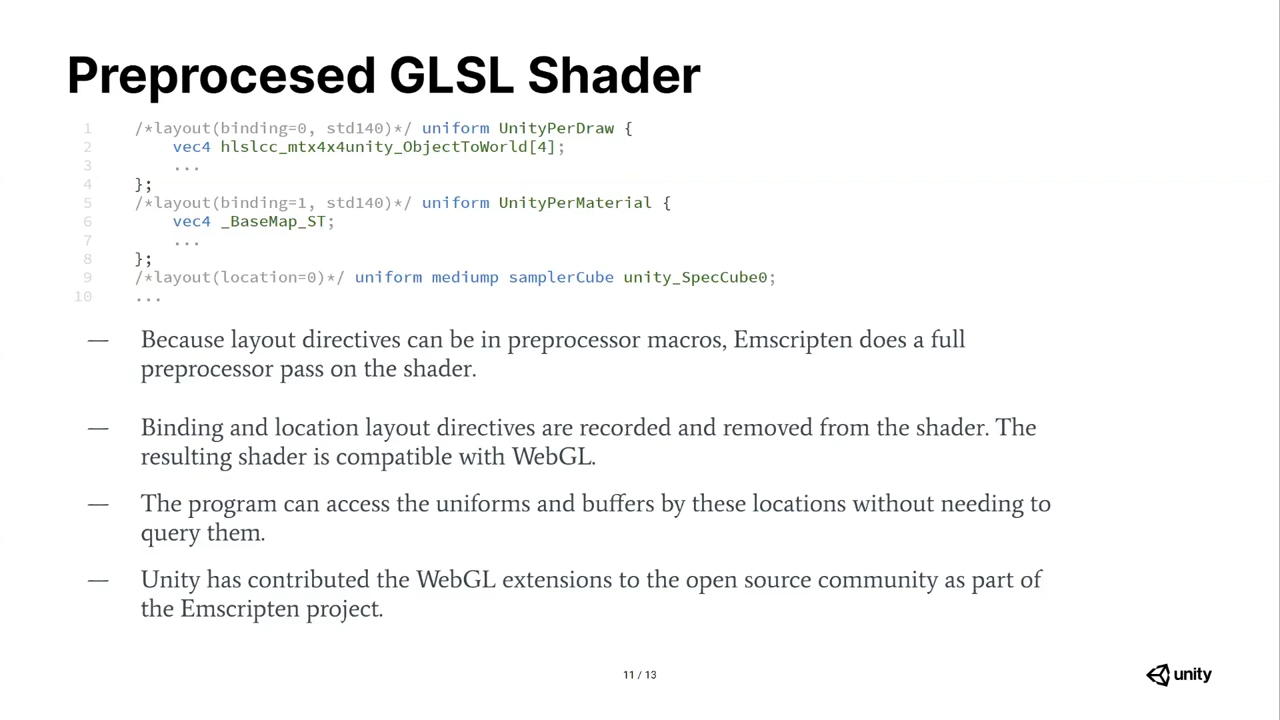 Preprocesed GLSL Shader
1 /*layout(binding=0, std140)*/ uniform UnityPerDraw {
2 vec4 hlslcc_mtx4x4unity_ObjectToWorld[4];
3 ...
4 };
5 /*layout(binding=1, std140)*/ uniform UnityPerMaterial {
6 vec4 _BaseMap_ST;
7 ...
8 };
9 /*layout(location=0)*/ uniform mediump samplerCube unity_SpecCube0;
10 ...
— Because layout directives can be in preprocessor macros, Emscripten does a full
preprocessor pass on the shader.
— Binding and location layout directives are recorded and removed from the shader. The
resulting shader is compatible with WebGL.
— The program can access the uniforms and buffers by these locations without needing to
query them.
— Unity has contributed the WebGL extensions to the open source community as part of
the Emscripten project.
11 / 13
unity